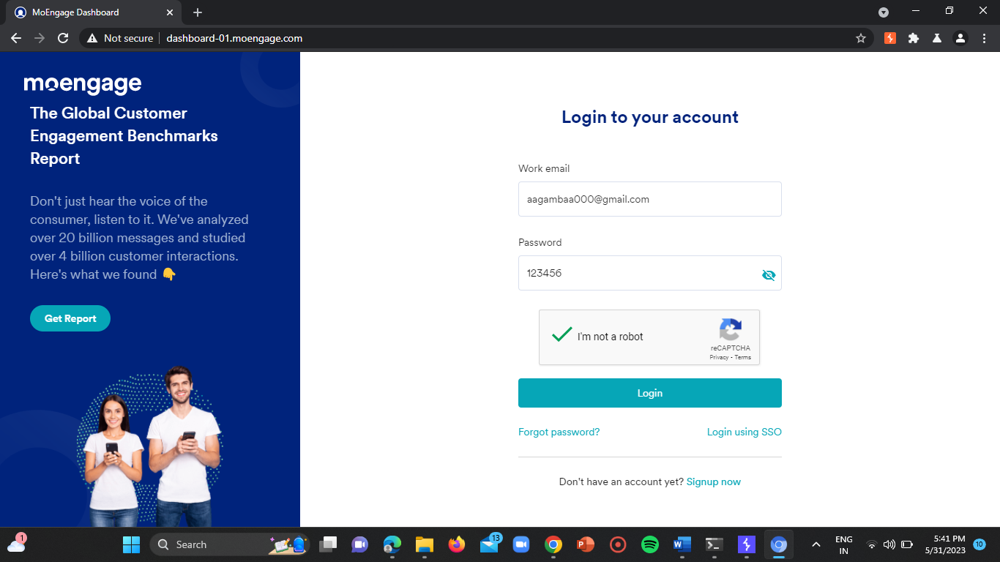 MoEngage Dashboard
Not secure
dashboard-01.moengage.com
moengage
The Global Customer
Engagement Benchmarks
Report
Don't just hear the voice of the
consumer, listen to it. We've analyzed
over 20 billion messages and studied
over 4 billion customer interactions.
Here's what we found 👇
Get Report
Login to your account
Work email
aagambaa000@gmail.com
Password
123456
I'm not a robot
reCAPTCHA
Privacy - Terms
Login
Forgot password?
Login using SSO
Don't have an account yet? Signup now
1
Search
13
ENG
IN
5:41 PM
5/31/2023
10